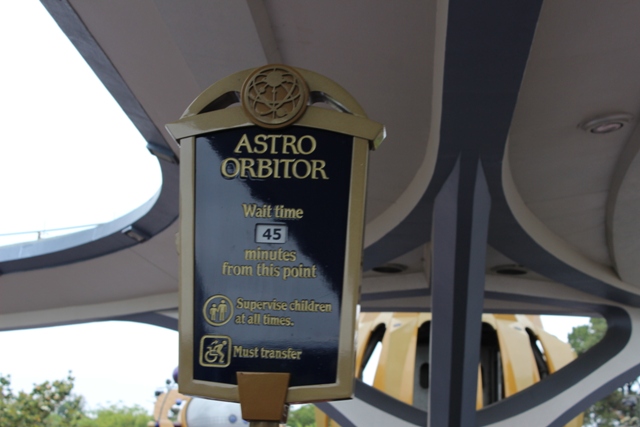 ASTRO
ORBITOR
Wait time
45
minutes
from this point
Supervise children
at all times.
Must transfer